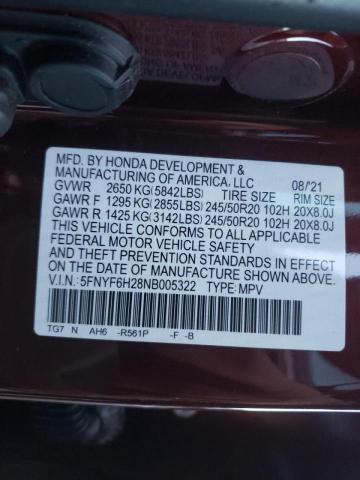 MFD. BY HONDA DEVELOPMENT &
MANUFACTURING OF AMERICA, LLC 08/21
GVWR 2650 KG(5842LBS) TIRE SIZE RIM SIZE
GAWR F 1295 KG(2855LBS)245/50R20 102H 20X8.0J
GAWR R 1425 KG(3142LBS)245/50R20 102H 20X8.0J
THIS VEHICLE CONFORMS TO ALL APPLICABLE
FEDERAL MOTOR VEHICLE SAFETY
AND THEFT PREVENTION STANDARDS IN EFFECT
ON THE DATE OF MANUFACTURE SHOWN ABOVE.
V.I.N.: 5FNYF6H28NB005322 TYPE: MPV
TG7 N AH6 -R561P -F -B